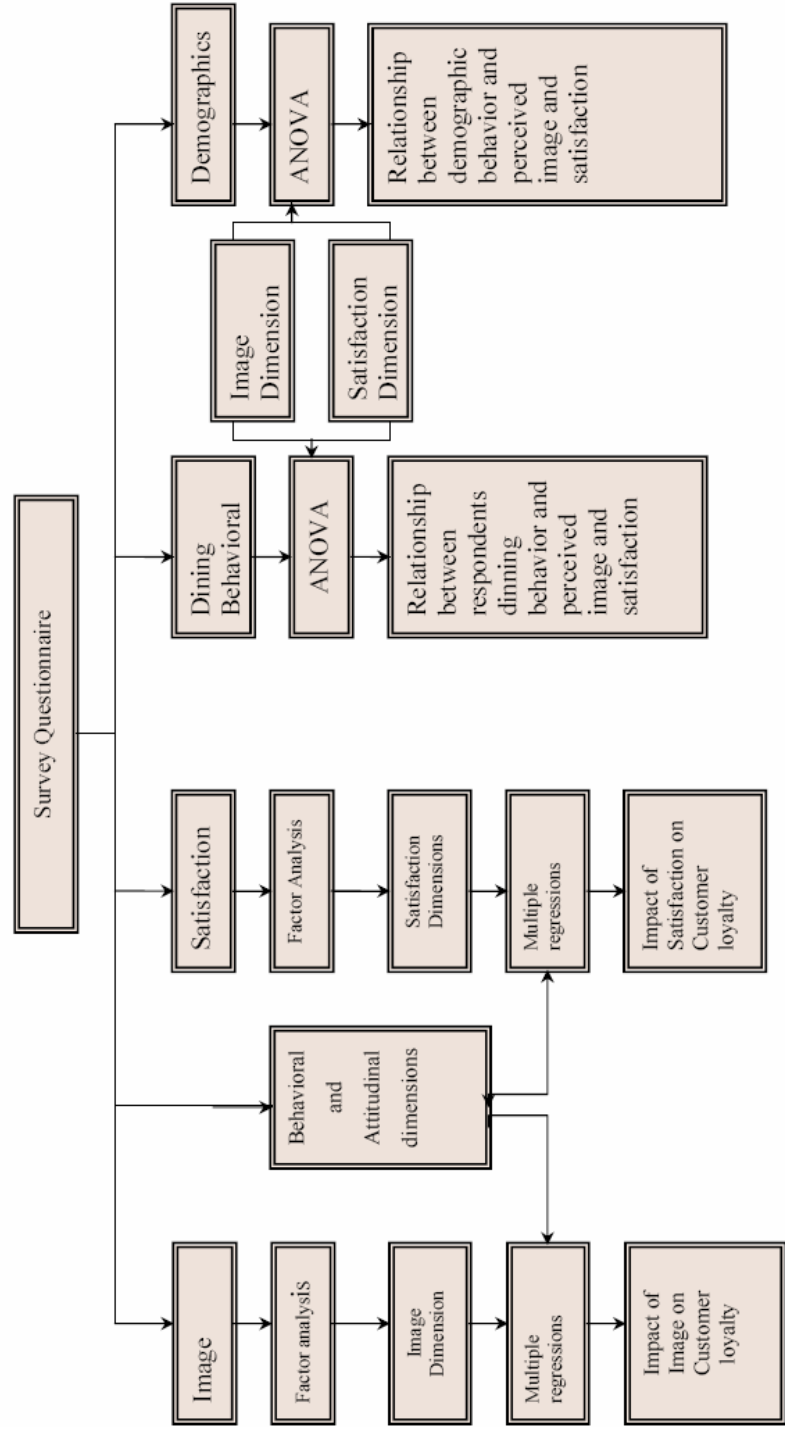 Survey Questionnaire
Image
Factor analysis
Image
Dimension
Multiple
regressions
Impact of
Image on
Customer
loyalty
Behavioral
and
Attitudinal
dimensions
Satisfaction
Factor Analysis
Satisfaction
Dimensions
Multiple
regressions
Impact of
Satisfaction on
Customer
loyalty
Dining
Behavioral
ANOVA
Relationship
between
respondents
dinning
behavior and
perceived
image and
satisfaction
Image
Dimension
Satisfaction
Dimension
Demographics
ANOVA
Relationship
between
demographic
behavior and
perceived
image and
satisfaction